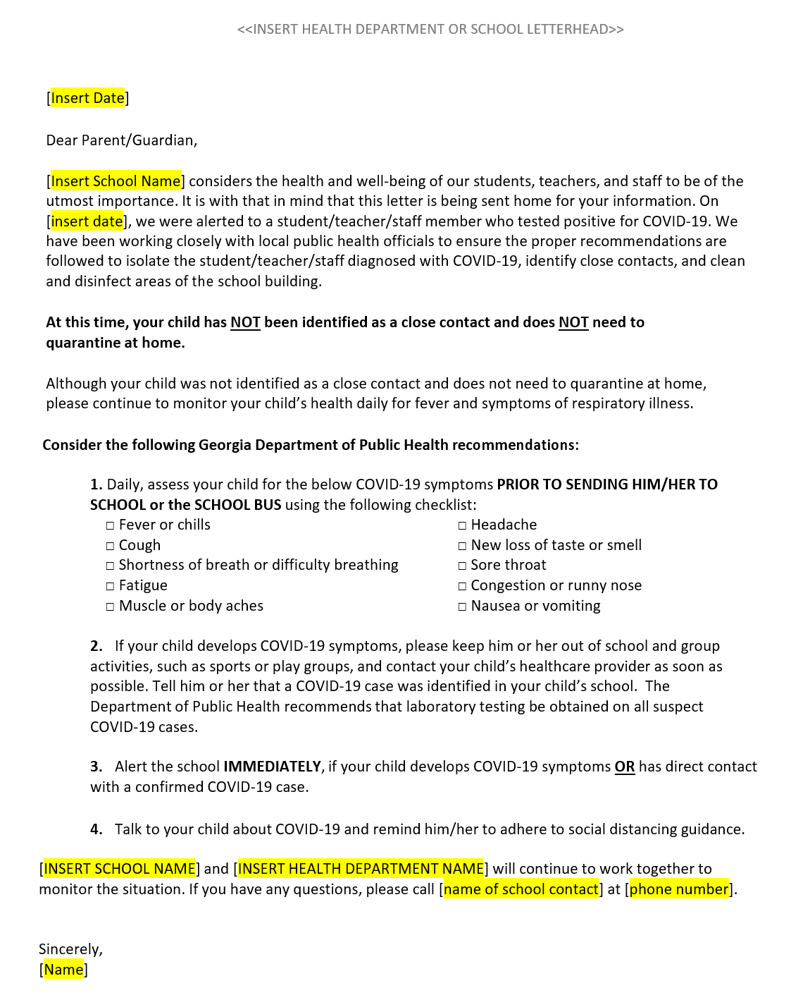 <<INSERT HEALTH DEPARTMENT OR SCHOOL LETTERHEAD>>
[Insert Date]
Dear Parent/Guardian,
[Insert School Name] considers the health and well-being of our students, teachers, and staff to be of the
utmost importance. It is with that in mind that this letter is being sent home for your information. On
[insert date], we were alerted to a student/teacher/staff member who tested positive for COVID-19. We
have been working closely with local public health officials to ensure the proper recommendations are
followed to isolate the student/teacher/staff diagnosed with COVID-19, identify close contacts, and clean
and disinfect areas of the school building.
At this time, your child has NOT been identified as a close contact and does NOT need to
quarantine at home.
Although your child was not identified as a close contact and does not need to quarantine at home,
please continue to monitor your child’s health daily for fever and symptoms of respiratory illness.
Consider the following Georgia Department of Public Health recommendations:
1. Daily, assess your child for the below COVID-19 symptoms PRIOR TO SENDING HIM/HER TO
SCHOOL or the SCHOOL BUS using the following checklist:
□ Fever or chills
□ Cough
□ Shortness of breath or difficulty breathing
□ Fatigue
□ Muscle or body aches
□ Headache
□ New loss of taste or smell
□ Sore throat
□ Congestion or runny nose
□ Nausea or vomiting
2. If your child develops COVID-19 symptoms, please keep him or her out of school and group
activities, such as sports or play groups, and contact your child’s healthcare provider as soon as
possible. Tell him or her that a COVID-19 case was identified in your child’s school. The
Department of Public Health recommends that laboratory testing be obtained on all suspect
COVID-19 cases.
3. Alert the school IMMEDIATELY, if your child develops COVID-19 symptoms OR has direct contact
with a confirmed COVID-19 case.
4. Talk to your child about COVID-19 and remind him/her to adhere to social distancing guidance.
[INSERT SCHOOL NAME] and [INSERT HEALTH DEPARTMENT NAME] will continue to work together to
monitor the situation. If you have any questions, please call [name of school contact] at [phone number].
Sincerely,
[Name]